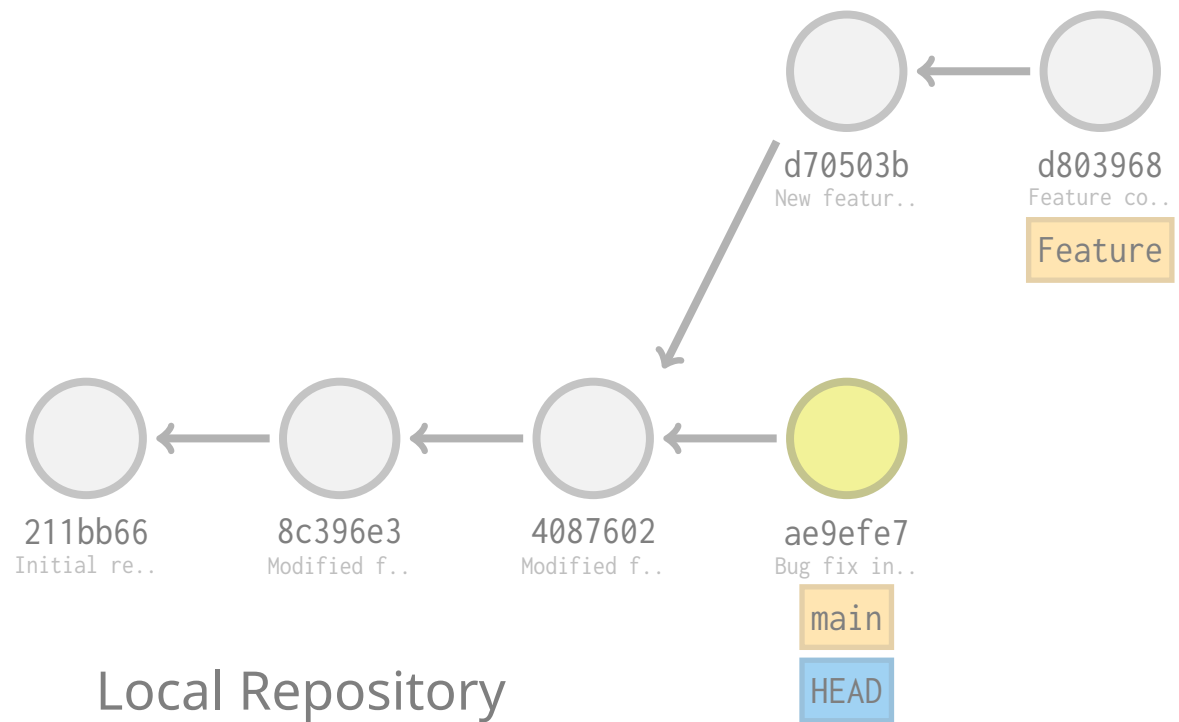 d70503b
New featur..
d803968
Feature co..
Feature
211bb66
Initial re..
8c396e3
Modified f..
4087602
Modified f..
ae9efe7
Bug fix in..
main
HEAD
Local Repository